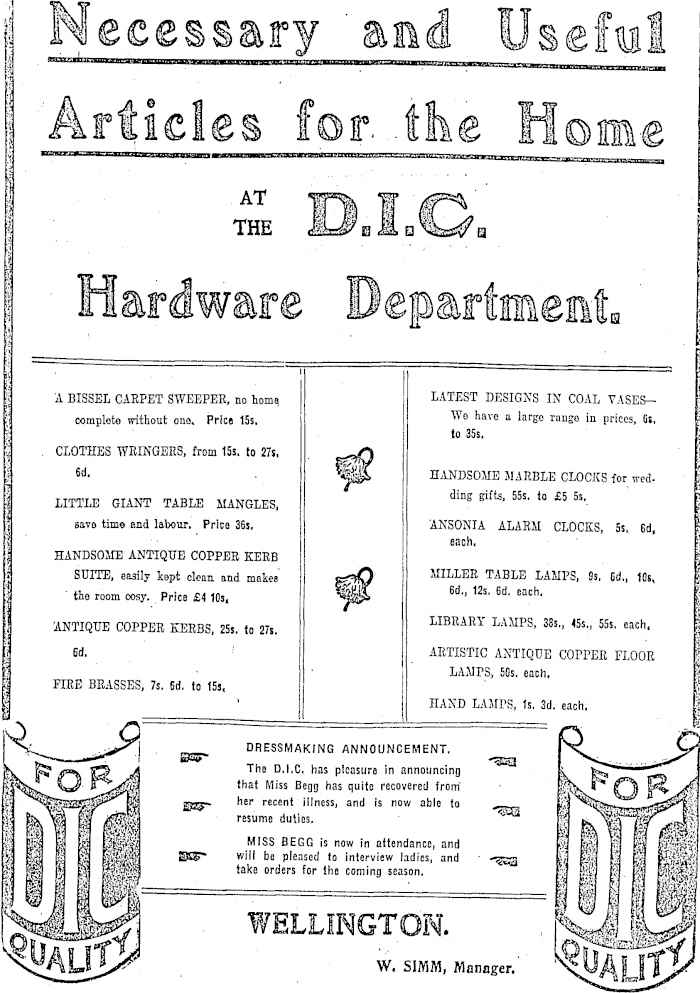 Necessary and Useful
Articles for the Home
AT
THE
D.I.C.
Hardware Department.
A BISSEL CARPET SWEEPER, no home
complete without one. Price 15s.
CLOTHES WRINGERS, from 15s. to 27s.
6d.
LITTLE GIANT TABLE MANGLES,
save time and labour. Price 36s.
HANDSOME ANTIQUE COPPER KERB
SUITE, easily kept clean and makes
the room cosy. Price £4 10s.
ANTIQUE COPPER KERBS, 25s. to 27s.
6d.
FIRE BRASSES, 7s. 6d. to 15s.
LATEST DESIGNS IN COAL VASES—
We have a large range in prices, 6s.
to 35s.
HANDSOME MARBLE CLOCKS for wed-
ding gifts, 55s. to £5 5s.
ANSONIA ALARM CLOCKS, 5s. 6d.
each.
MILLER TABLE LAMPS, 9s. 6d., 10s.
6d., 12s. 6d. each.
LIBRARY LAMPS, 38s., 45s., 55s. each.
ARTISTIC ANTIQUE COPPER FLOOR
LAMPS, 50s. each.
HAND LAMPS, 1s. 3d. each.
FOR
DIC
QUALITY
DRESSMAKING ANNOUNCEMENT.
The D.I.C. has pleasure in announcing
that Miss Begg has quite recovered from
her recent illness, and is now able to
resume duties.
MISS BEGG is now in attendance, and
will be pleased to interview ladies, and
take orders for the coming season.
FOR
DIC
QUALITY
WELLINGTON.
W. SIMM, Manager.